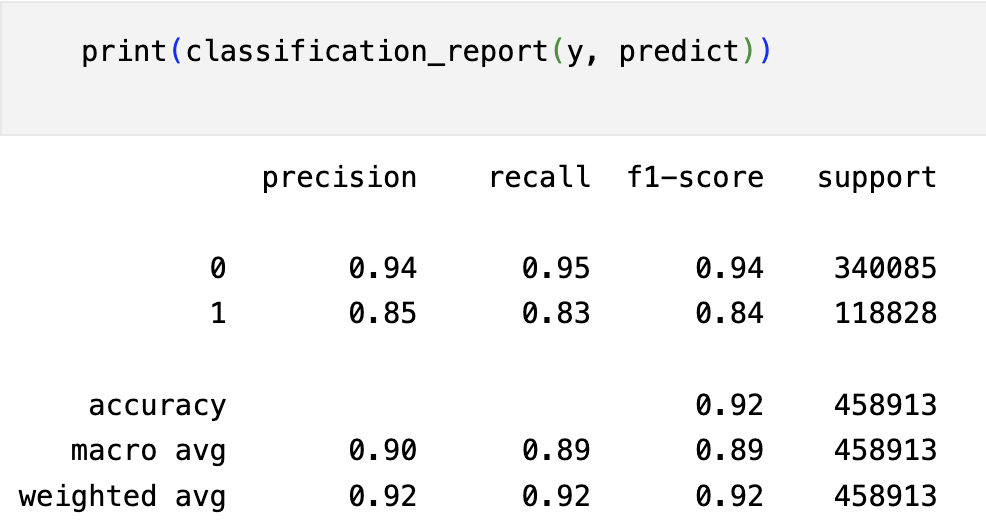 print(classification_report(y, predict))
precision recall f1-score support
0 0.94 0.95 0.94 340085
1 0.85 0.83 0.84 118828
accuracy 0.92 458913
macro avg 0.90 0.89 0.89 458913
weighted avg 0.92 0.92 0.92 458913